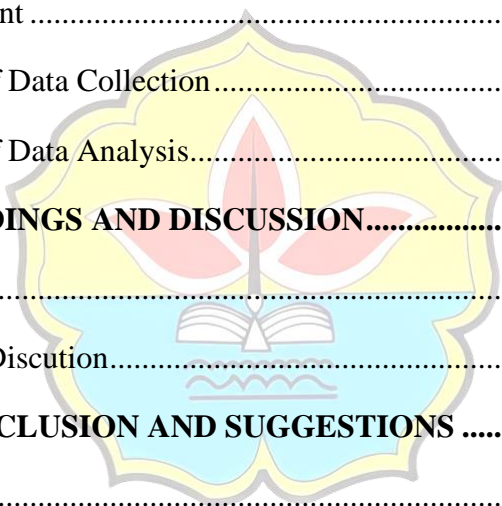 nt ..........................................................
f Data Collection....................................
f Data Analysis.......................................
DINGS AND DISCUSSION.................
................................................................
Discution.................................................
CLUSION AND SUGGESTIONS .....
................................................................